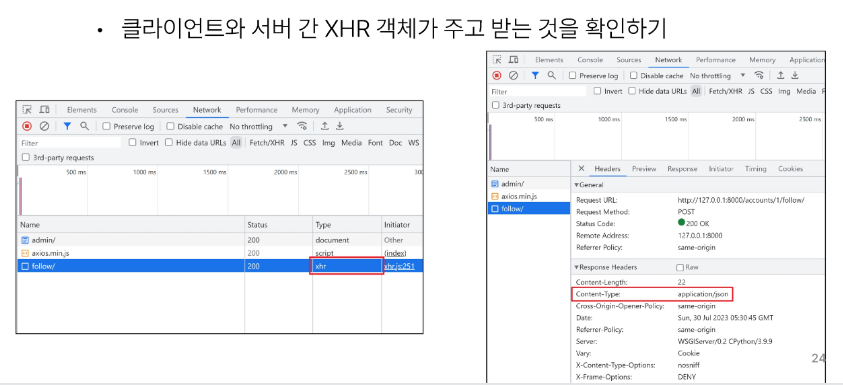 • 클라이언트와 서버 간 XHR 객체가 주고 받는 것을 확인하기
Elements Console Sources Network Performance Memory Application Security
Preserve log Disable cache No throttling
Filter Invert Hide data URLs All Fetch/XHR JS CSS Img Media Font Doc WS
3rd-party requests
500 ms 1000 ms 1500 ms 2000 ms 2500 ms 300
Name Status Type Initiator
admin/ 200 document Other
axios.min.js 200 script (index)
follow/ 200 xhr xhr.js:251
Elements Console Sources Network Performance Memory Application
Preserve log Disable cache No throttling
Filter Invert Hide data URLs All Fetch/XHR JS CSS Img Media F
3rd-party requests
500 ms 1000 ms 1500 ms 2000 ms 2500 ms
Name
admin/
axios.min.js
follow/
Headers Preview Response Initiator Timing Cookies
▼General
Request URL: http://127.0.0.1:8000/accounts/1/follow/
Request Method: POST
Status Code: 200 OK
Remote Address: 127.0.0.1:8000
Referrer Policy: same-origin
▼Response Headers Raw
Content-Length: 22
Content-Type: application/json
Cross-Origin-Opener-Policy: same-origin
Date: Sun, 30 Jul 2023 05:30:45 GMT
Referrer-Policy: same-origin
Server: WSGIServer/0.2 CPython/3.9.9
Vary: Cookie
X-Content-Type-Options: nosniff
X-Frame-Options: DENY
24